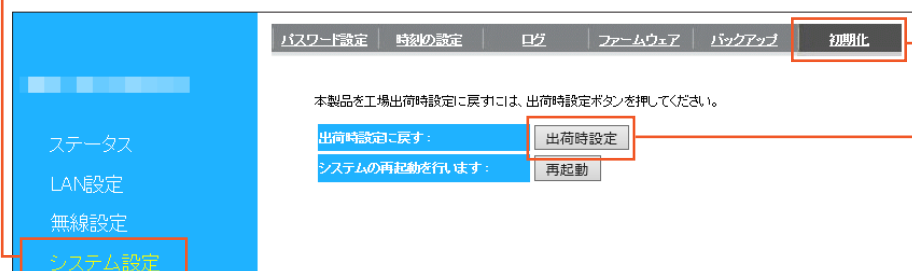 パスワード設定 時刻の設定 ログ ファームウェア バックアップ 初期化
本製品を工場出荷時設定に戻すには、出荷時設定ボタンを押してください。
出荷時設定に戻す： 出荷時設定
システムの再起動を行います： 再起動
ステータス
LAN設定
無線設定
システム設定